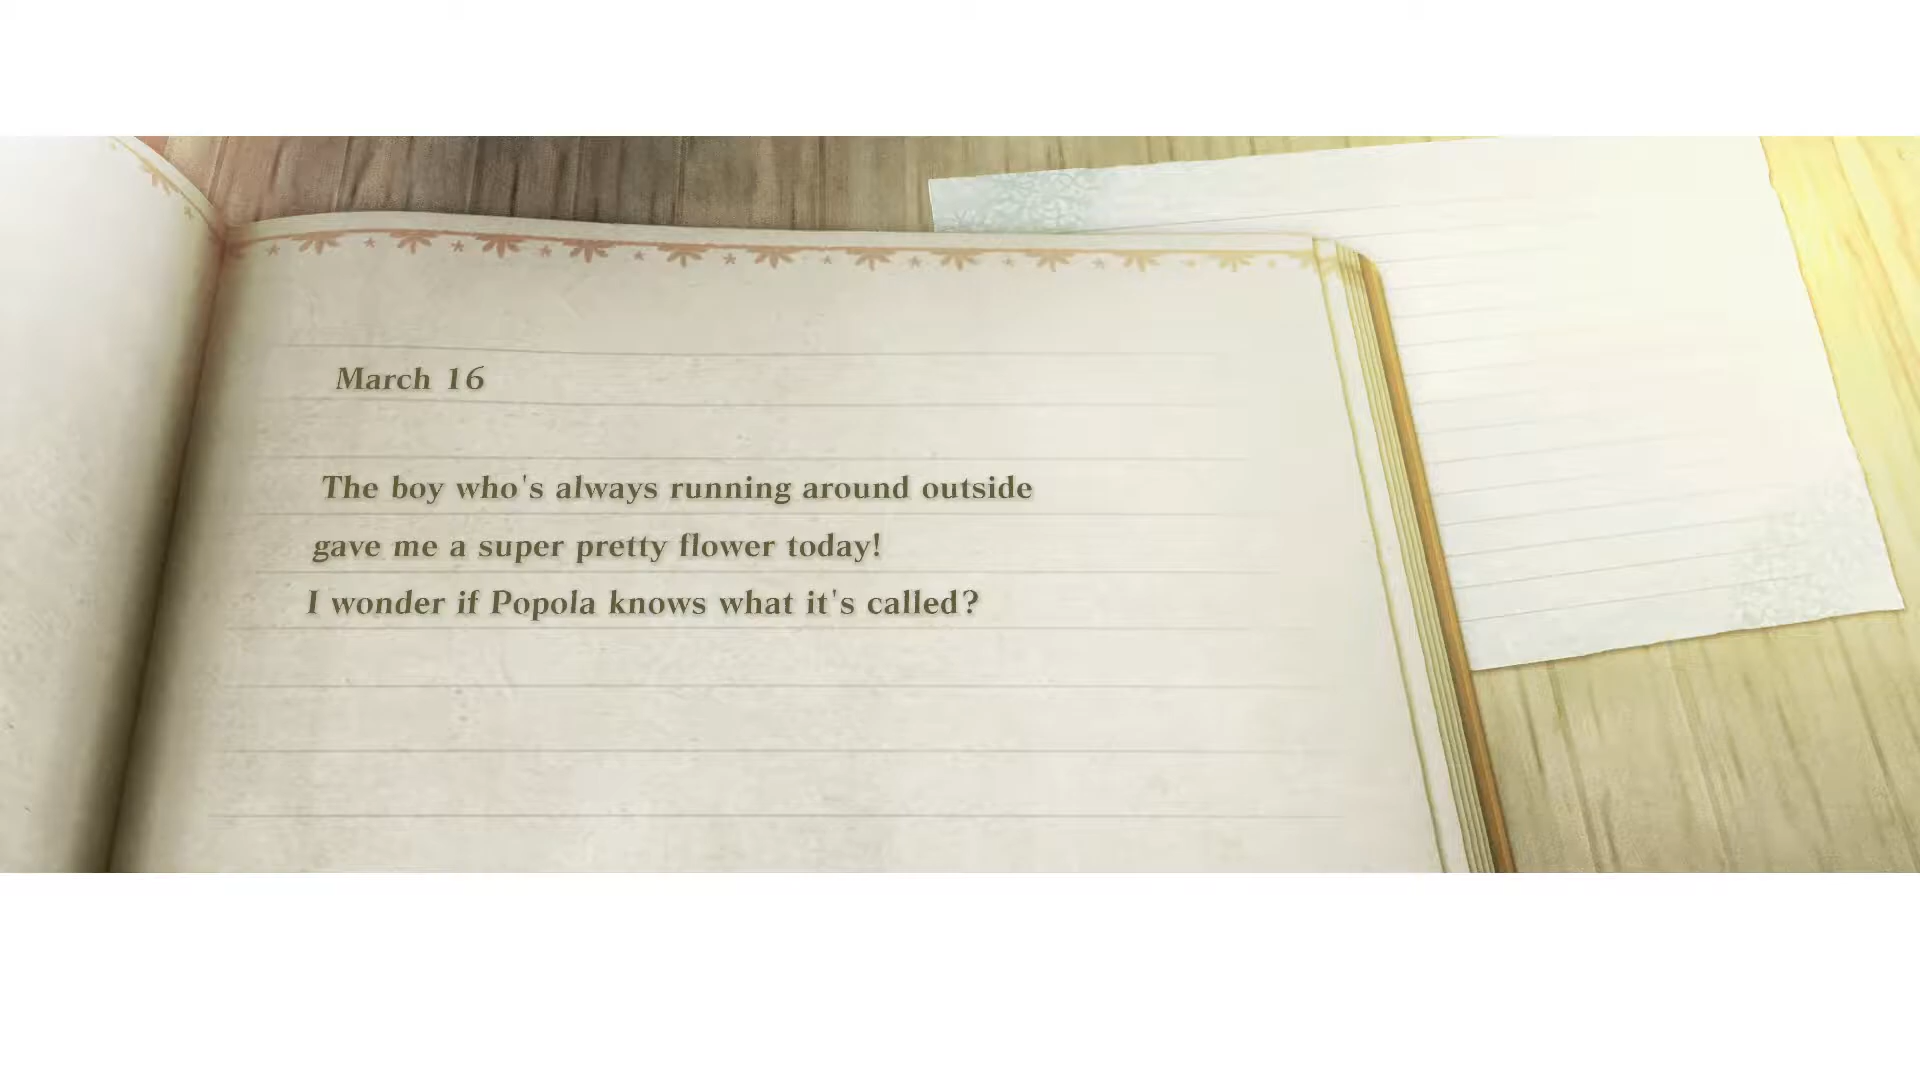 March 16
The boy who's always running around outside
gave me a super pretty flower today!
I wonder if Popola knows what it's called?